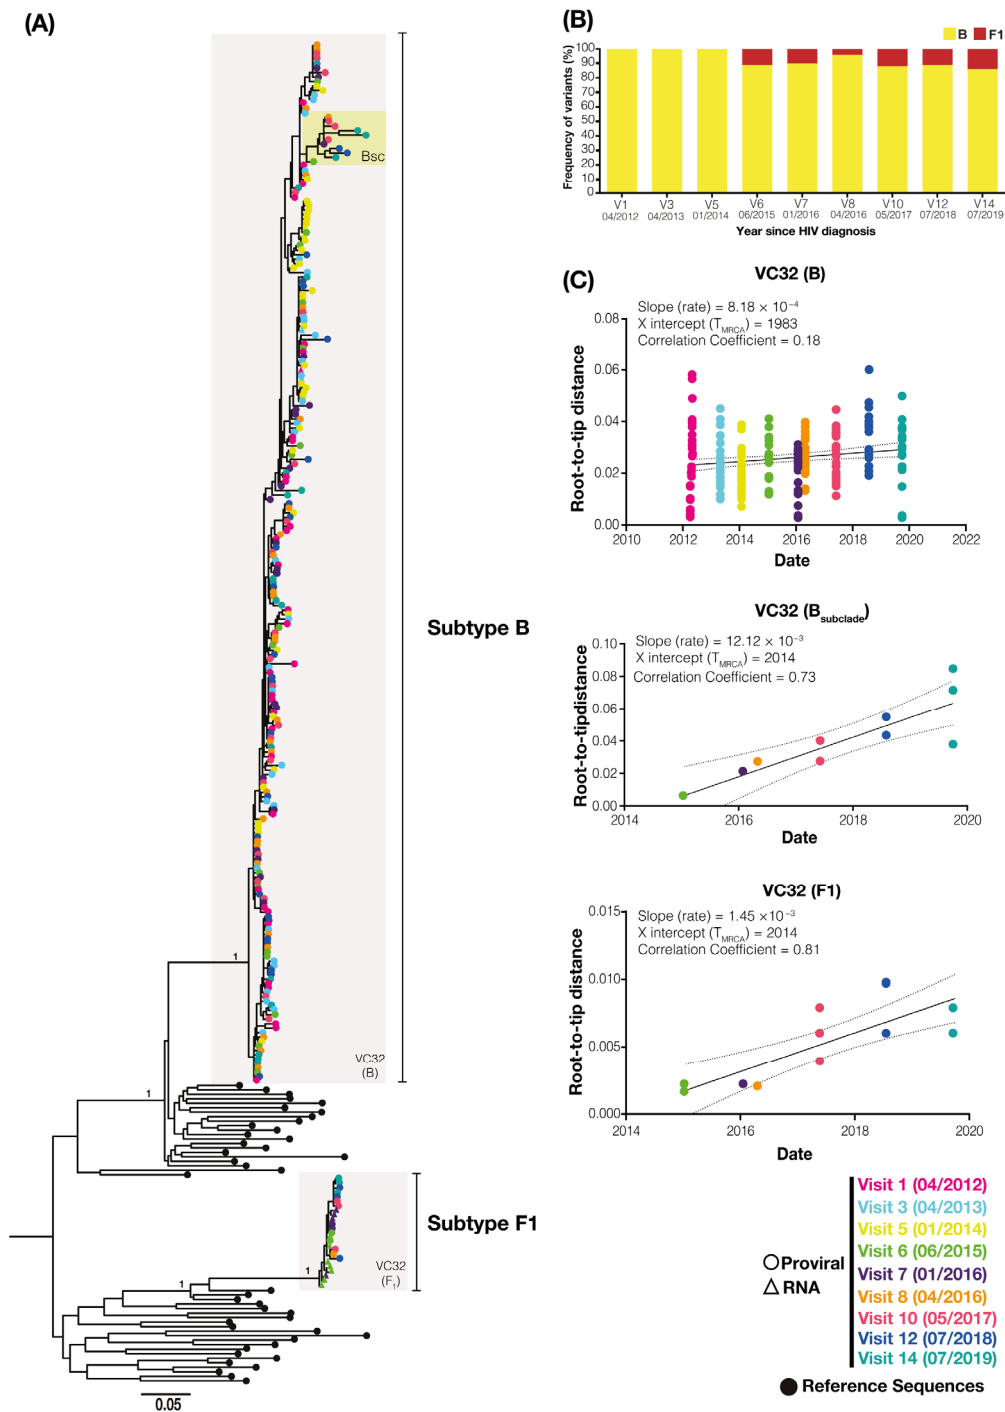 (A)
Bsc
Subtype B
1
VC32
(B)
1
Subtype F1
VC32
(F1)
1
1
0.05
(B)
B F1
Frequency of variants (%)
100
90
80
70
60
50
40
30
20
10
0
V1 V3 V5 V6 V7 V8 V10 V12 V14
04/2012 04/2013 01/2014 06/2015 01/2016 04/2016 05/2017 07/2018 07/2019
Year since HIV diagnosis
(C)
VC32 (B)
Slope (rate) = 8.18 × 10⁻⁴
X intercept (TMRCA) = 1983
Correlation Coefficient = 0.18
Root-to-tip distance
0.08
0.06
0.04
0.02
0.00
2010 2012 2014 2016 2018 2020 2022
Date
VC32 (Bsubclade)
Slope (rate) = 12.12 × 10⁻³
X intercept (TMRCA) = 2014
Correlation Coefficient = 0.73
Root-to-tipdistance
0.10
0.08
0.06
0.04
0.02
0.00
2014 2016 2018 2020
Date
VC32 (F1)
Slope (rate) = 1.45 ×10⁻³
X intercept (TMRCA) = 2014
Correlation Coefficient = 0.81
Root-to-tip distance
0.015
0.010
0.005
0.000
2014 2016 2018 2020
Date
Proviral
RNA
Visit 1 (04/2012)
Visit 3 (04/2013)
Visit 5 (01/2014)
Visit 6 (06/2015)
Visit 7 (01/2016)
Visit 8 (04/2016)
Visit 10 (05/2017)
Visit 12 (07/2018)
Visit 14 (07/2019)
Reference Sequences